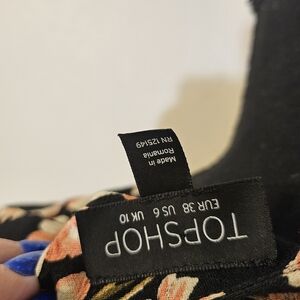 TOPSHOP
EUR 38 US 6 UK 10
Made in
Romania
RN 125149